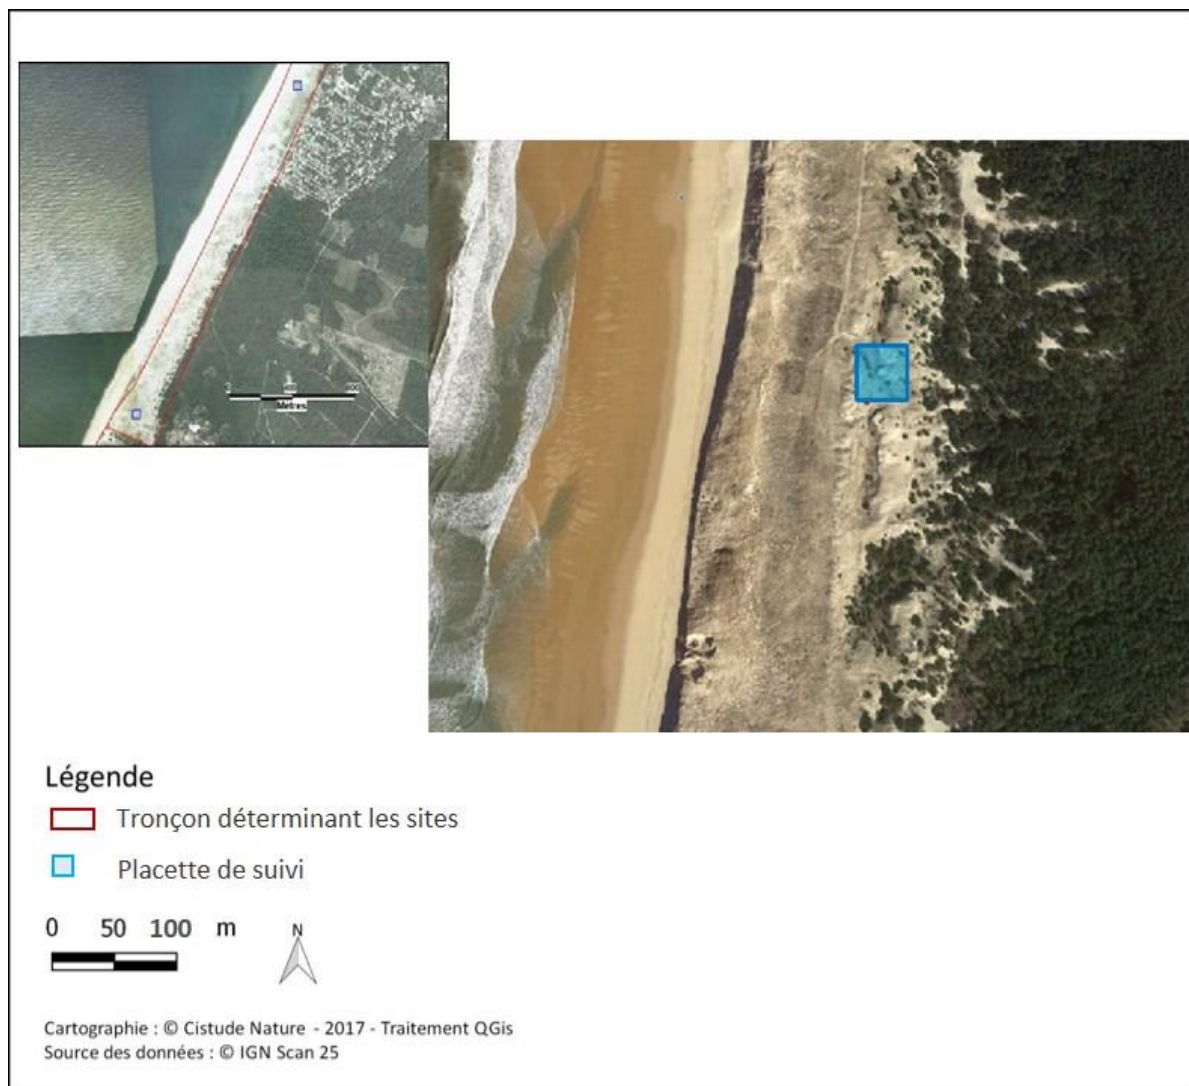 Mètres
Légende
Tronçon déterminant les sites
Placette de suivi
0 50 100 m
N
Cartographie : © Cistude Nature - 2017 - Traitement QGis
Source des données : © IGN Scan 25